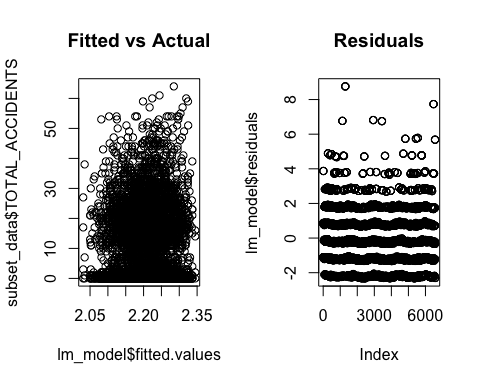 Fitted vs Actual
subset_data$TOTAL_ACCIDENTS
0
10
30
50
2.05
2.20
2.35
lm_model$fitted.values
Residuals
lm_model$residuals
-2
0
2
4
6
8
0
3000
6000
Index